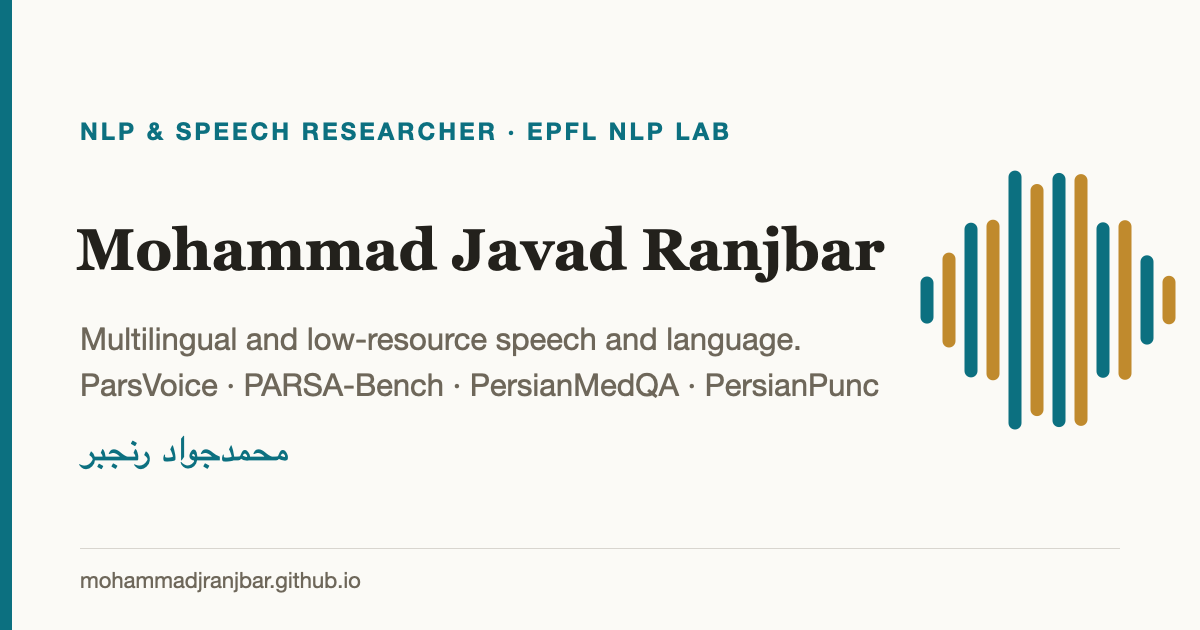 NLP & SPEECH RESEARCHER · EPFL NLP LAB
Mohammad Javad Ranjbar
Multilingual and low-resource speech and language.
ParsVoice · PARSA-Bench · PersianMedQA · PersianPunc
محمدجواد رنجبر
mohammadjranjbar.github.io